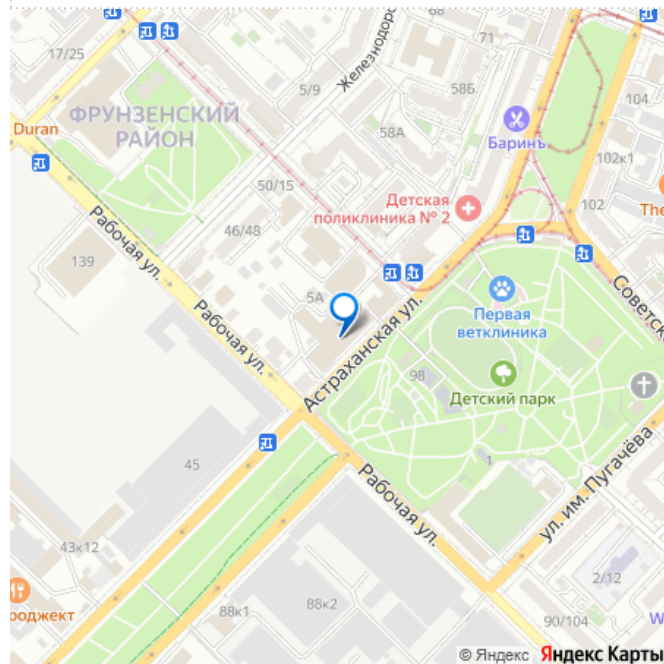 17/25
68
71
Железнодоро
5/9
58Б
104
ФРУНЗЕНСКИЙ
РАЙОН
Duran
Баринъ
58А
102к1
50/15
Детская
поликлиника № 2
102
The
46/48
Рабочая ул.
139
Советск
5А
Рабочая ул.
Астраханская ул.
Первая
ветклиника
98
Детский парк
45
1
ул. им. Пугачёва
Рабочая ул.
43к12
2/12
роджект
88к1
88к2
90/104
W
© Яндекс Яндекс Карты